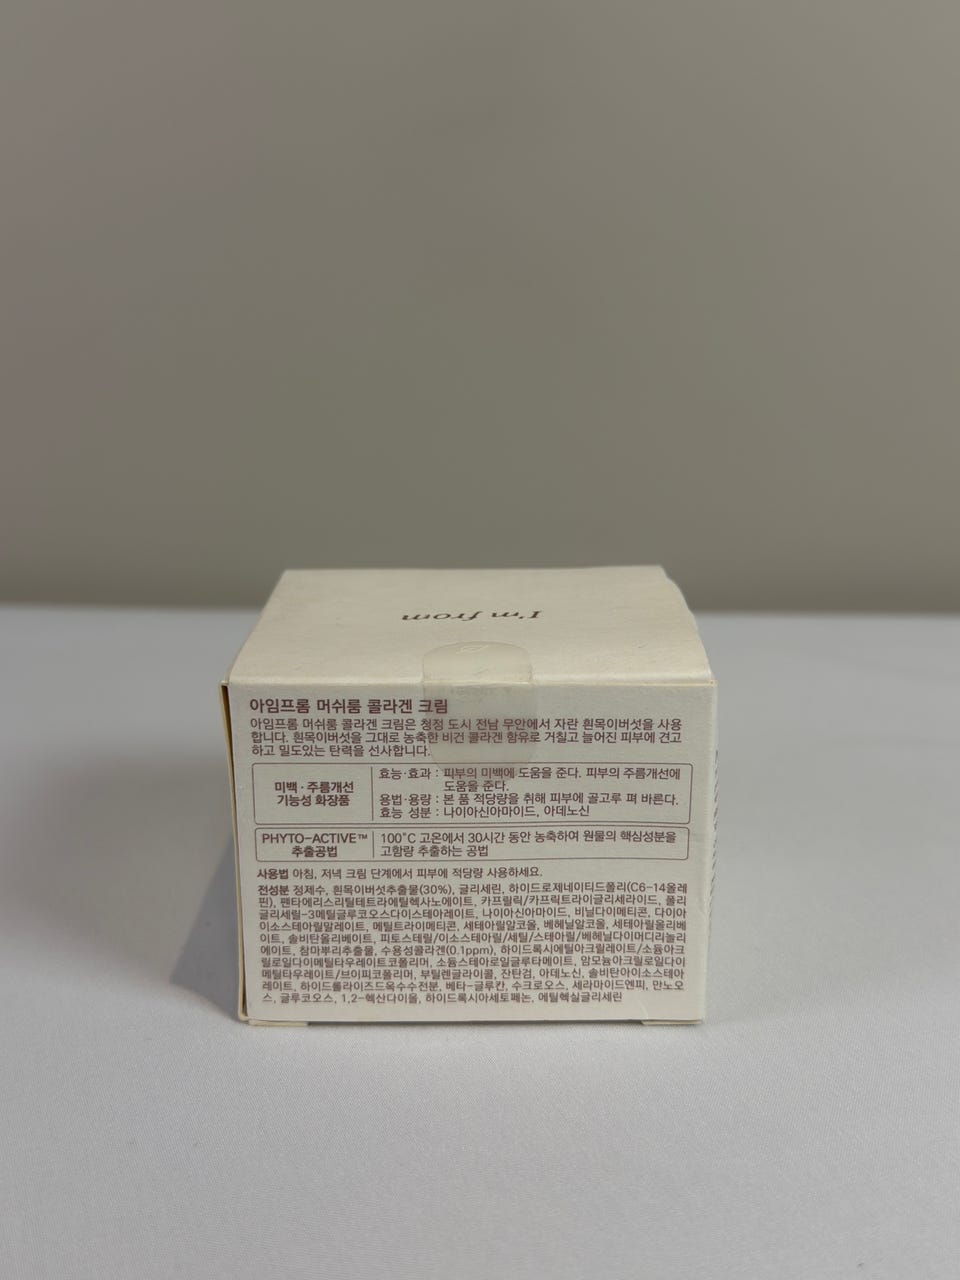 I'm from
아임프롬 머쉬룸 콜라겐 크림
아임프롬 머쉬룸 콜라겐 크림은 청정 도시 전남 무안에서 자란 흰목이버섯을 사용
합니다. 흰목이버섯을 그대로 농축한 비건 콜라겐 함유로 거칠고 늘어진 피부에 견고
하고 밀도있는 탄력을 선사합니다.
미백·주름개선
기능성 화장품
효능·효과 : 피부의 미백에 도움을 준다. 피부의 주름개선에
도움을 준다.
용법·용량 : 본 품 적당량을 취해 피부에 골고루 펴 바른다.
효능 성분 : 나이아신아마이드, 아데노신
PHYTO-ACTIVE™
추출공법
100˚C 고온에서 30시간 동안 농축하여 원물의 핵심성분을
고함량 추출하는 공법
사용법 아침, 저녁 크림 단계에서 피부에 적당량 사용하세요.
전성분 정제수, 흰목이버섯추출물(30%), 글리세린, 하이드로제네이티드폴리(C6-14올레
핀), 펜타에리스리틸테트라에틸헥사노에이트, 카프릴릭/카프릭트라이글리세라이드, 폴리
글리세릴-3메틸글루코오스다이스테아레이트, 나이아신아마이드, 비닐다이메티콘, 다이아
이소스테아릴말레이트, 메틸트라이메티콘, 세테아릴알코올, 베헤닐알코올, 세테아릴올리베
이트, 솔비탄올리베이트, 피토스테릴/이소스테아릴/세틸/스테아릴/베헤닐다이머디리놀리
에이트, 참마뿌리추출물, 수용성콜라겐(0.1ppm), 하이드록시에틸아크릴레이트/소듐아크
릴로일다이메틸타우레이트코폴리머, 소듐스테아로일글루타메이트, 암모늄아크릴로일다이
메틸타우레이트/브이피코폴리머, 부틸렌글라이콜, 잔탄검, 아데노신, 솔비탄아이소스테아
레이트, 하이드롤라이즈드옥수수전분, 베타-글루칸, 수크로오스, 세라마이드엔피, 만노오
스, 글루코오스, 1,2-헥산다이올, 하이드록시아세토페논, 에틸헥실글리세린